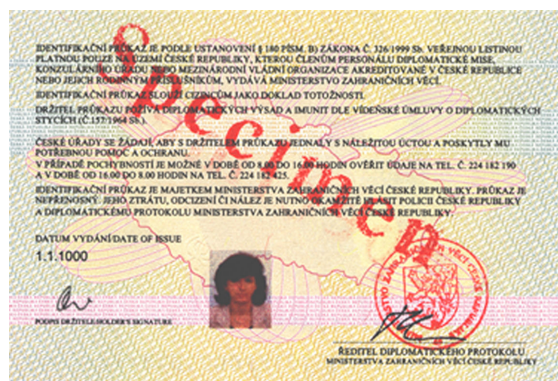 IDENTIFIKAČNÍ PRŮKAZ JE PODLE USTANOVENÍ § 180 PÍSM. B) ZÁKONA Č. 326/1999 Sb. VEŘEJNOU LISTINOU
PLATNOU POUZE NA ÚZEMÍ ČESKÉ REPUBLIKY, KTEROU ČLENŮM PERSONÁLU DIPLOMATICKÉ MISE,
KONZULÁRNÍHO ÚŘADU NEBO MEZINÁRODNÍ VLÁDNÍ ORGANIZACE AKREDITOVANÉ V ČESKÉ REPUBLICE
NEBO JEJICH RODINNÝM PŘÍSLUŠNÍKŮM, VYDÁVÁ MINISTERSTVO ZAHRANIČNÍCH VĚCÍ.
IDENTIFIKAČNÍ PRŮKAZ SLOUŽÍ CIZINCŮM JAKO DOKLAD TOTOŽNOSTI.
DRŽITEL PRŮKAZU POŽÍVÁ DIPLOMATICKÝCH VÝSAD A IMUNIT DLE VÍDEŇSKÉ ÚMLUVY O DIPLOMATICKÝCH
STYCÍCH (Č.157/1964 Sb.).
ČESKÉ ÚŘADY SE ŽÁDAJÍ, ABY S DRŽITELEM PRŮKAZU JEDNALY S NÁLEŽITOU ÚCTOU A POSKYTLY MU
POTŘEBNOU POMOC A OCHRANU.
V PŘÍPADĚ POCHYBNOSTÍ JE MOŽNÉ V DOBĚ OD 8.00 DO 16.00 HODIN OVĚŘIT ÚDAJE NA TEL. Č. 224 182 190
A V DOBĚ OD 16.00 DO 8.00 HODIN NA TEL. Č. 224 182 425.
IDENTIFIKAČNÍ PRŮKAZ JE MAJETKEM MINISTERSTVA ZAHRANIČNÍCH VĚCÍ ČESKÉ REPUBLIKY. PRŮKAZ JE
NEPŘENOSNÝ. JEHO ZTRÁTU, ODCIZENÍ ČI NÁLEZ JE NUTNO OKAMŽITĚ HLÁSIT POLICII ČESKÉ REPUBLIKY
A DIPLOMATICKÉMU PROTOKOLU MINISTERSTVA ZAHRANIČNÍCH VĚCÍ ČESKÉ REPUBLIKY.
Specimen
DATUM VYDÁNÍ/DATE OF ISSUE
1.1.1000
PODPIS DRŽITELE/HOLDER'S SIGNATURE
ŘEDITEL DIPLOMATICKÉHO PROTOKOLU
MINISTERSTVA ZAHRANIČNÍCH VĚCÍ ČESKÉ REPUBLIKY